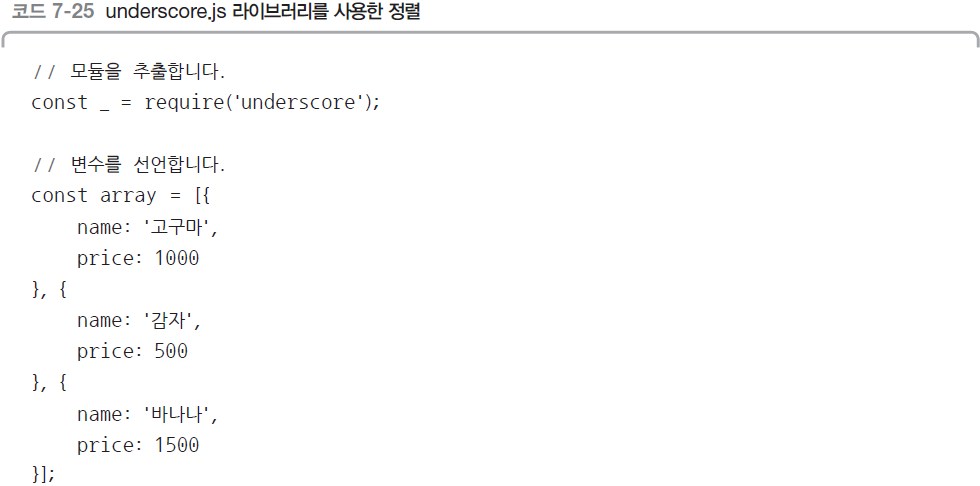 코드 7-25 underscore.js 라이브러리를 사용한 정렬
// 모듈을 추출합니다.
const _ = require('underscore');
// 변수를 선언합니다.
const array = [{
name: '고구마',
price: 1000
}, {
name: '감자',
price: 500
}, {
name: '바나나',
price: 1500
}];